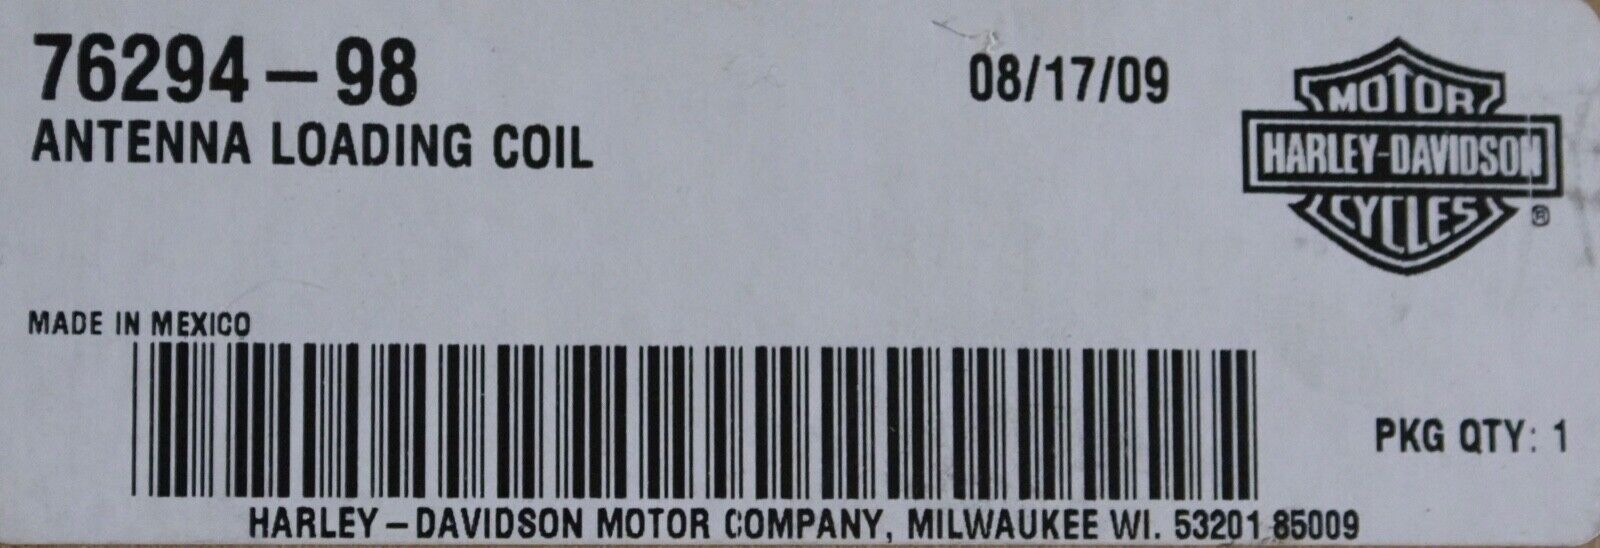 76294-98
08/17/09
ANTENNA LOADING COIL
MOTOR
HARLEY-DAVIDSON
CYCLES
®
MADE IN MEXICO
PKG QTY: 1
HARLEY-DAVIDSON MOTOR COMPANY, MILWAUKEE WI. 53201 85009